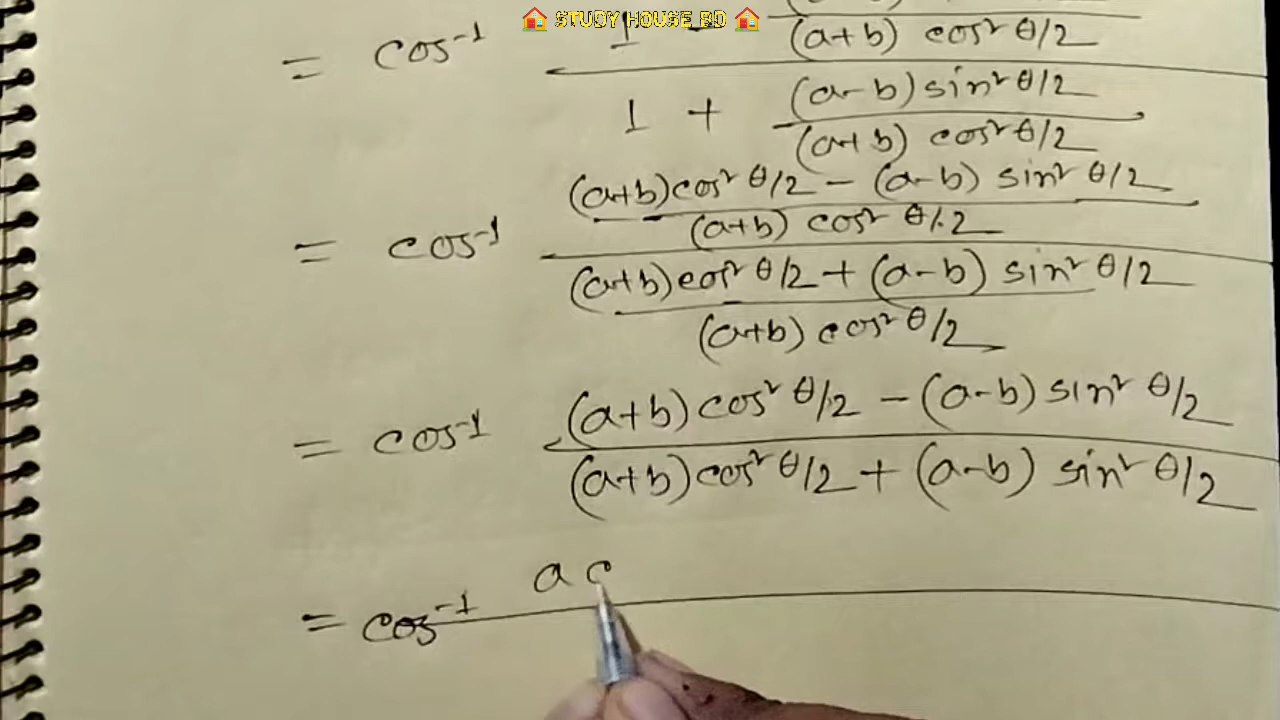 🏠 STUDY HOUSE BD 🏠
= cos⁻¹ 1 - / (a+b) cos² θ/2
1 + (a-b) sin² θ/2 / (a+b) cos² θ/2
= cos⁻¹ (a+b)cos² θ/2 - (a-b) sin² θ/2
(a+b) cos² θ/2
(a+b)cos² θ/2 + (a-b) sin² θ/2
(a+b) cos² θ/2
= cos⁻¹ (a+b) cos² θ/2 - (a-b) sin² θ/2
(a+b)cos² θ/2 + (a-b) sin² θ/2
= cos⁻¹ a c